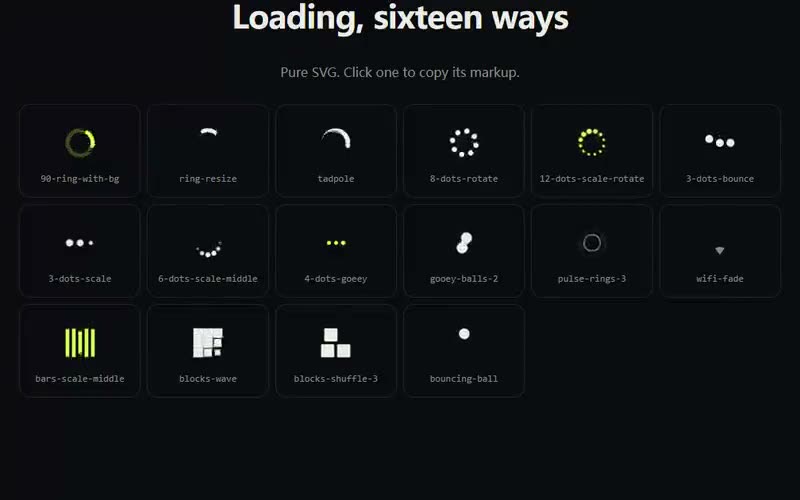 Loading, sixteen ways
Pure SVG. Click one to copy its markup.
90-ring-with-bg
ring-resize
tadpole
8-dots-rotate
12-dots-scale-rotate
3-dots-bounce
3-dots-scale
6-dots-scale-middle
4-dots-goeey
gooey-balls-2
pulse-rings-3
wifi-fade
bars-scale-middle
blocks-wave
blocks-shuffle-3
bouncing-ball